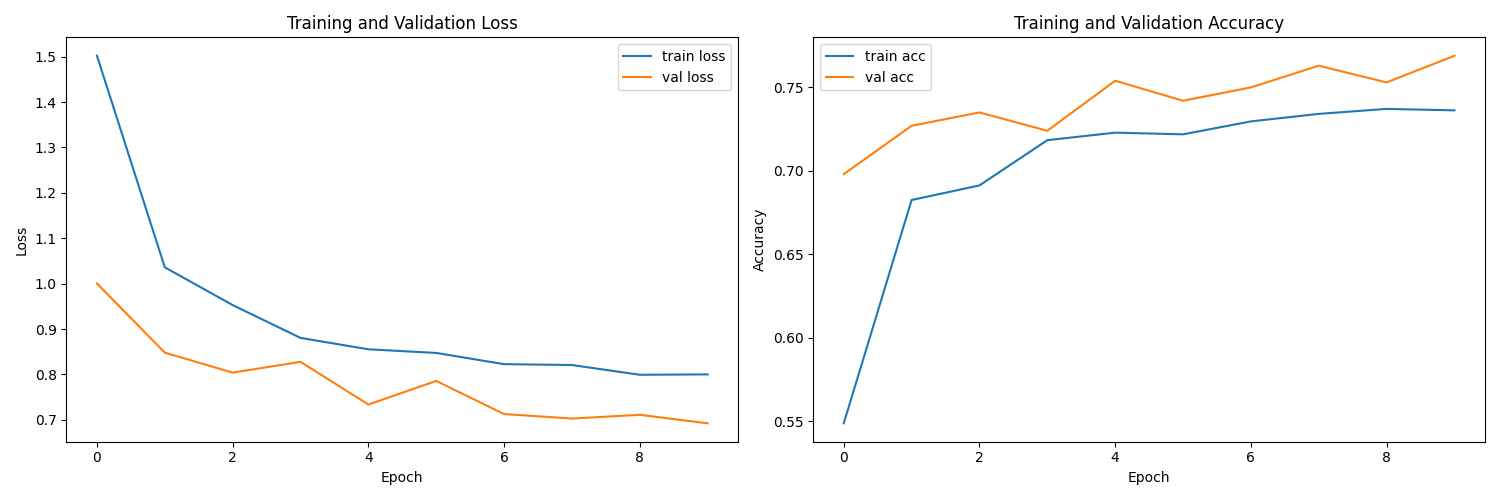 Training and Validation Loss
train loss
val loss
1.5
1.4
1.3
1.2
1.1
1.0
0.9
0.8
0.7
Loss
0 2 4 6 8
Epoch
Training and Validation Accuracy
train acc
val acc
0.75
0.70
0.65
0.60
0.55
Accuracy
0 2 4 6 8
Epoch